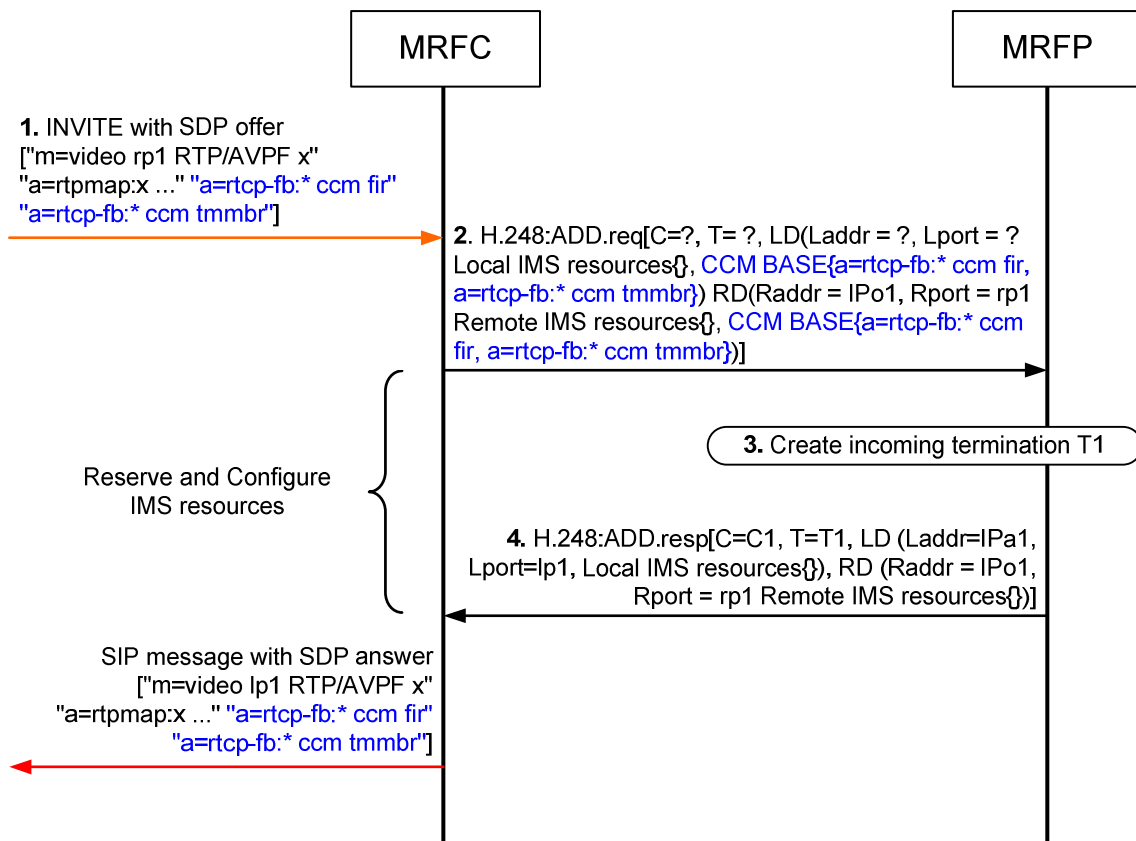 MRFC
MRFP
1. INVITE with SDP offer
["m=video rp1 RTP/AVPF x"
"a=rtpmap:x ..." "a=rtcp-fb:* ccm fir"
"a=rtcp-fb:* ccm tmmbr"]
2. H.248:ADD.req[C=?, T= ?, LD(Laddr = ?, Lport = ?
Local IMS resources{}, CCM BASE{a=rtcp-fb:* ccm fir,
a=rtcp-fb:* ccm tmmbr}) RD(Raddr = IPo1, Rport = rp1
Remote IMS resources{}, CCM BASE{a=rtcp-fb:* ccm
fir, a=rtcp-fb:* ccm tmmbr})]
3. Create incoming termination T1
Reserve and Configure
IMS resources
4. H.248:ADD.resp[C=C1, T=T1, LD (Laddr=IPa1,
Lport=lp1, Local IMS resources{}), RD (Raddr = IPo1,
Rport = rp1 Remote IMS resources{})]
SIP message with SDP answer
["m=video lp1 RTP/AVPF x"
"a=rtpmap:x ..." "a=rtcp-fb:* ccm fir"
"a=rtcp-fb:* ccm tmmbr"]